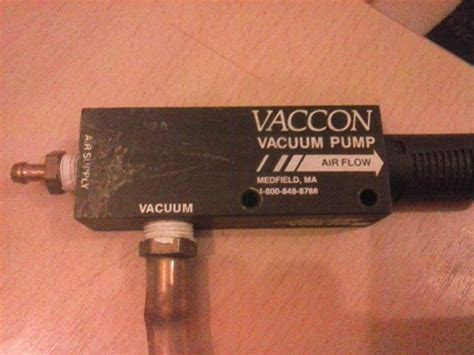 VACCON
VACUUM PUMP
AIR FLOW
MEDFIELD, MA
1-800-848-8788
VACUUM
AIR SUPPLY